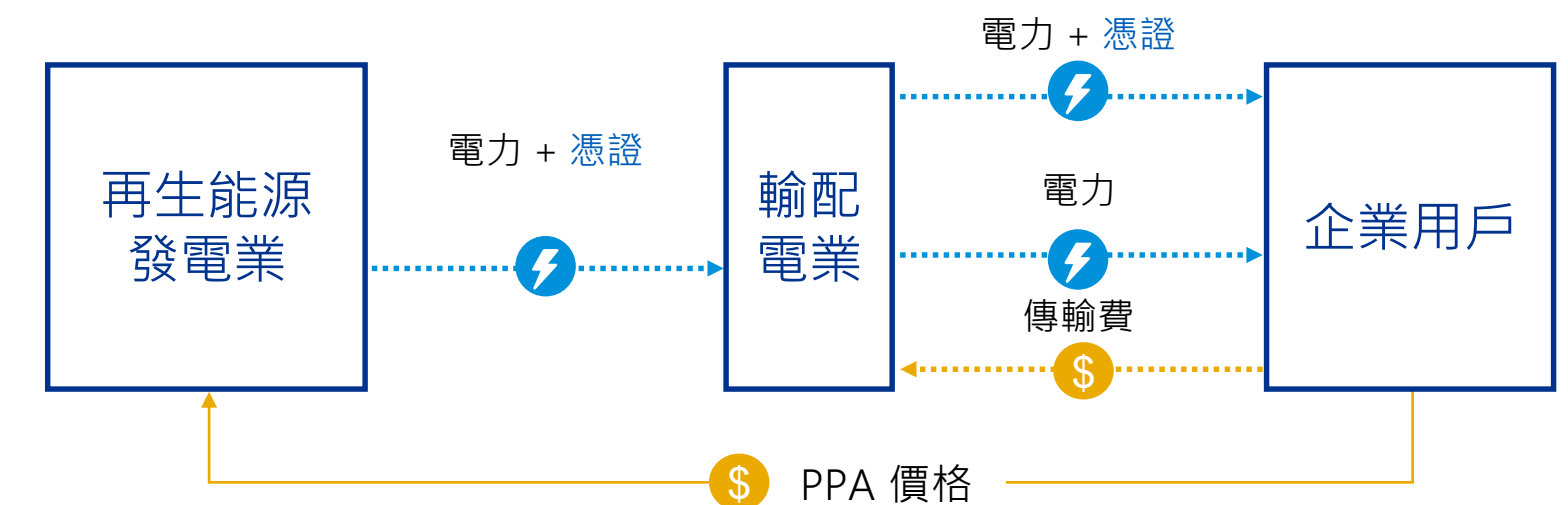 電力 + 憑證
電力 + 憑證
再生能源
發電業
輸配
電業
電力
企業用戶
傳輸費
$
$ PPA 價格